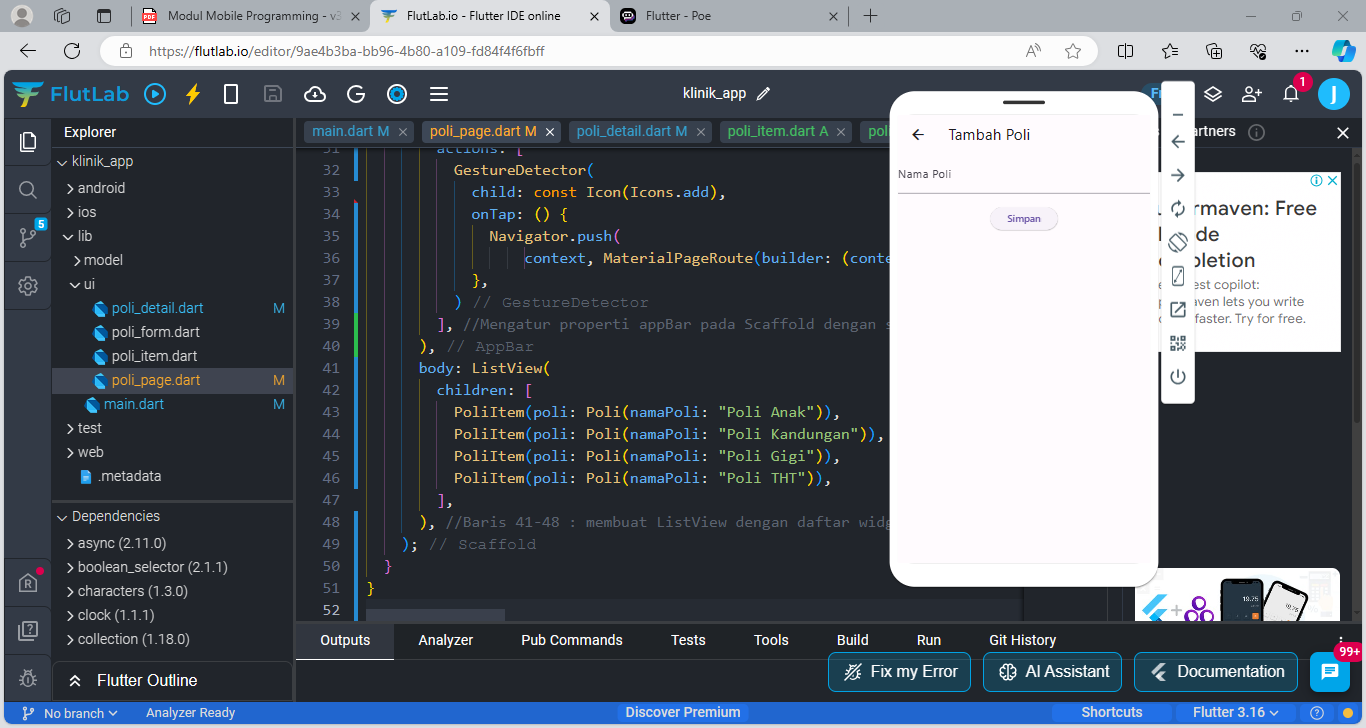 Modul Mobile Programming - v3
FlutLab.io - Flutter IDE online
Flutter - Poe
https://flutlab.io/editor/9ae4b3ba-bb96-4b80-a109-fd84f4f6fbff
FlutLab
klinik_app
1
J
Explorer
klinik_app
android
ios
lib
model
ui
poli_detail.dart M
poli_form.dart
poli_item.dart
poli_page.dart M
main.dart M
test
web
.metadata
5
Dependencies
async (2.11.0)
boolean_selector (2.1.1)
characters (1.3.0)
clock (1.1.1)
collection (1.18.0)
Flutter Outline
main.dart M
poli_page.dart M
poli_detail.dart M
poli_item.dart A
31 actions: [
32 GestureDetector(
33 child: const Icon(Icons.add),
34 onTap: () {
35 Navigator.push(
36 context, MaterialPageRoute(builder: (conte
37 },
38 ) // GestureDetector
39 ], //Mengatur properti appBar pada Scaffold dengan s
40 ), // AppBar
41 body: ListView(
42 children: [
43 PoliItem(poli: Poli(namaPoli: "Poli Anak")),
44 PoliItem(poli: Poli(namaPoli: "Poli Kandungan")),
45 PoliItem(poli: Poli(namaPoli: "Poli Gigi")),
46 PoliItem(poli: Poli(namaPoli: "Poli THT")),
47 ],
48 ), //Baris 41-48 : membuat ListView dengan daftar widg
49 ); // Scaffold
50 }
51 }
52
Tambah Poli
Nama Poli
Simpan
artners
rmaven: Free
de
pletion
est copilot:
aven lets you write
faster. Try for free.
19.75
19.75
Outputs
Analyzer
Pub Commands
Tests
Tools
Build
Run
Git History
Fix my Error
AI Assistant
Documentation
99+
No branch
Analyzer Ready
Discover Premium
Shortcuts
Flutter 3.16